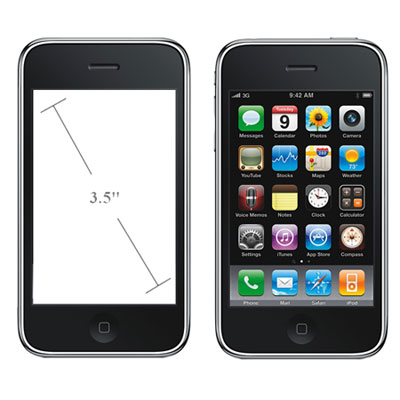 3.5"
3G 9:42 AM
Tuesday
9
73°
Messages Calendar Photos Camera
YouTube Stocks Maps Weather
Voice Memos Notes Clock Calculator
Settings iTunes App Store Compass
Phone Mail Safari iPod